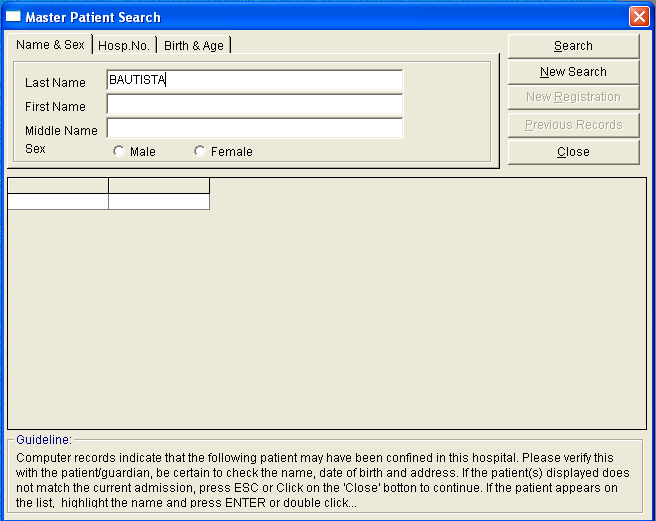 Master Patient Search
Name & Sex Hosp.No. Birth & Age
Last Name BAUTISTA
First Name
Middle Name
Sex Male Female
Search
New Search
New Registration
Previous Records
Close
Guideline:
Computer records indicate that the following patient may have been confined in this hospital. Please verify this
with the patient/guardian, be certain to check the name, date of birth and address. If the patient(s) displayed does
not match the current admission, press ESC or Click on the 'Close' botton to continue. If the patient appears on
the list, highlight the name and press ENTER or double click...